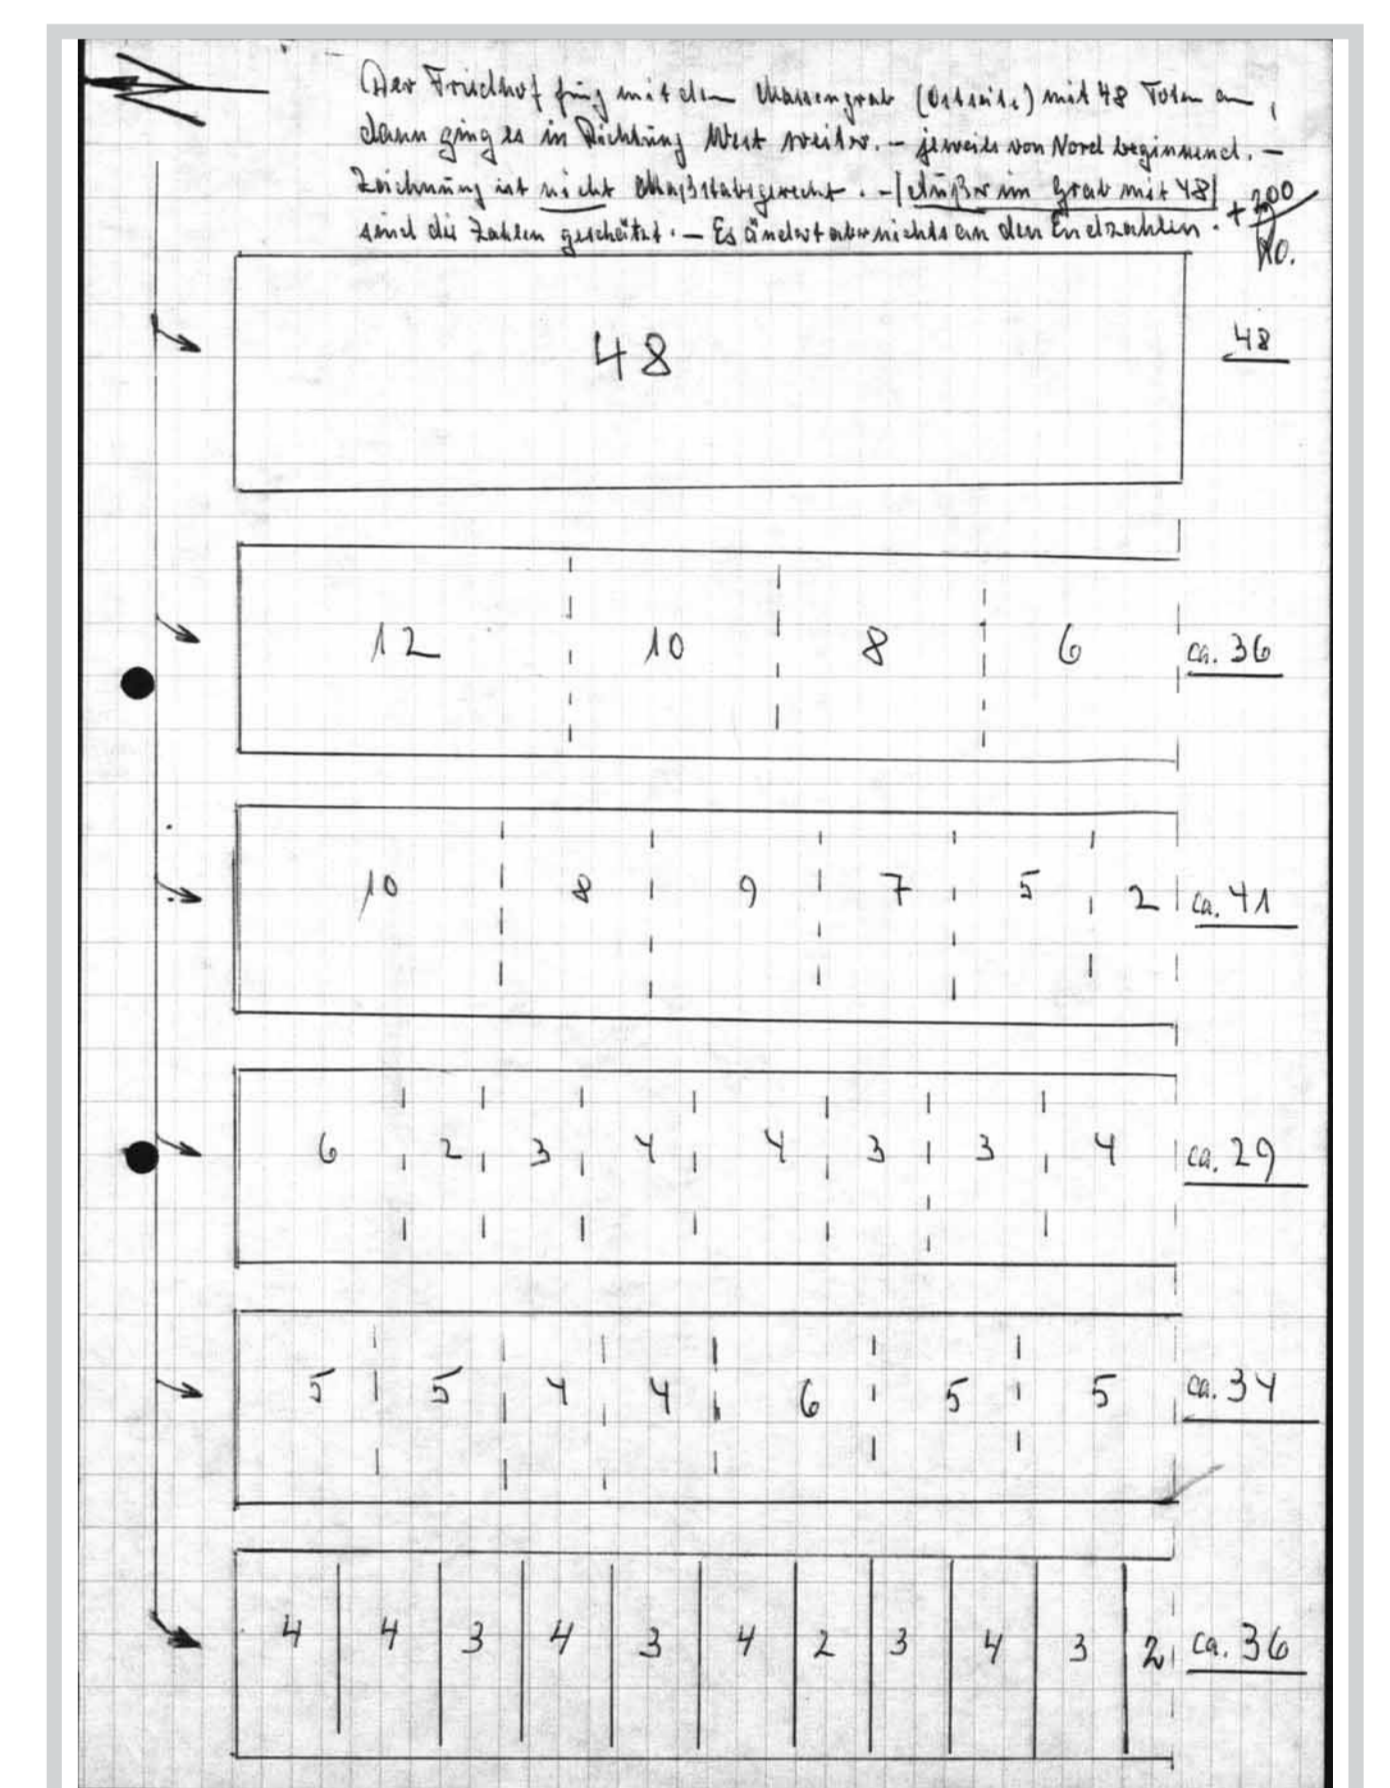 Der Friedhof fing mit dem Massengrab (Ostseite) mit 48 Toten an,
dann ging es in Richtung West weiter. – jeweils von Nord beginnend. –
Zeichnung ist nicht Maßstabsgerecht. – (Außer im Grab mit 48)
sind die Zahlen geschätzt. – Es ändert aber nichts an den Endzahlen. + 200
48 48
12 10 8 6 ca. 36
10 8 9 7 5 2 ca. 41
6 2 3 4 4 3 3 4 ca. 29
5 5 4 4 6 5 5 ca. 34
4 4 3 4 3 4 2 3 4 3 2 ca. 36